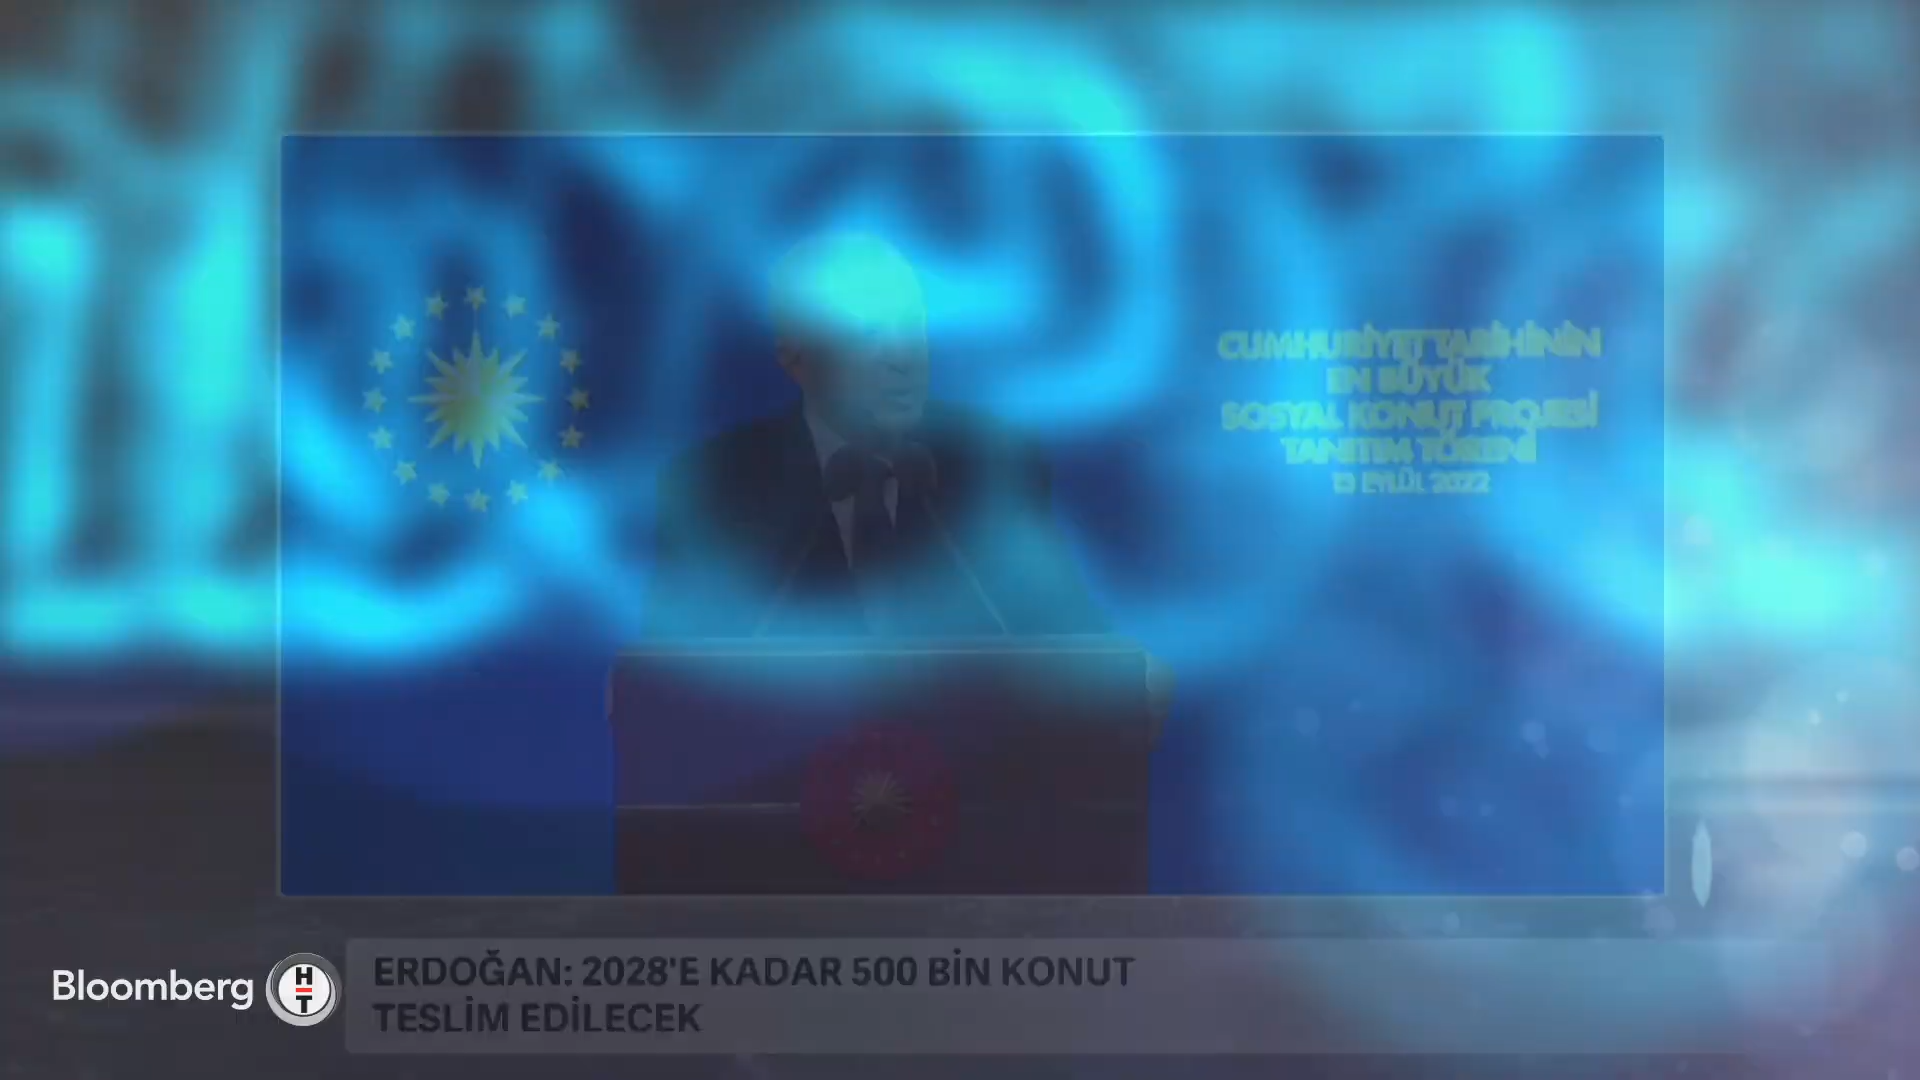 CUMHURİYET TARİHİNİN
EN BÜYÜK
SOSYAL KONUT PROJESİ
TANITIM TÖRENİ
13 EYLÜL 2022
Bloomberg
HT
ERDOĞAN: 2028'E KADAR 500 BİN KONUT
TESLİM EDİLECEK